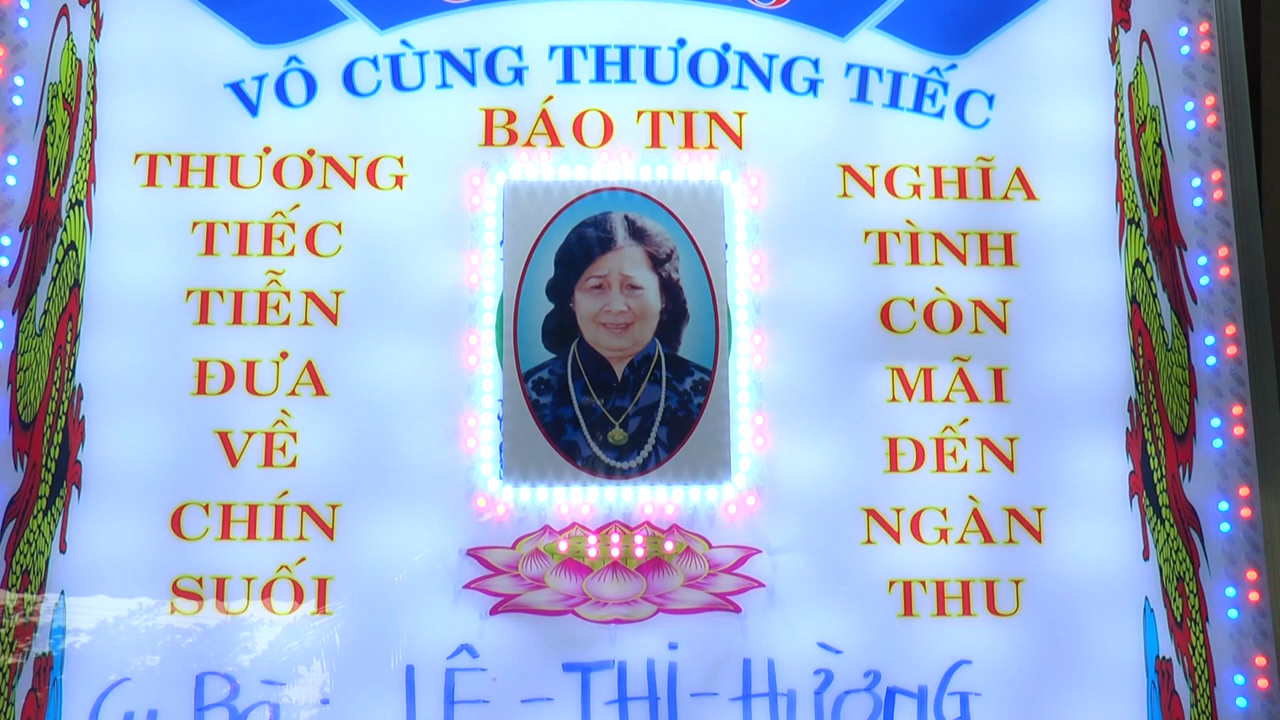 VÔ CÙNG THƯƠNG TIẾC
BÁO TIN
THƯƠNG
TIẾC
TIỄN
ĐƯA
VỀ
CHÍN
SUỐI
NGHĨA
TÌNH
CÒN
MÃI
ĐẾN
NGÀN
THU
Cụ Bà: LÊ - THỊ - HƯỜNG